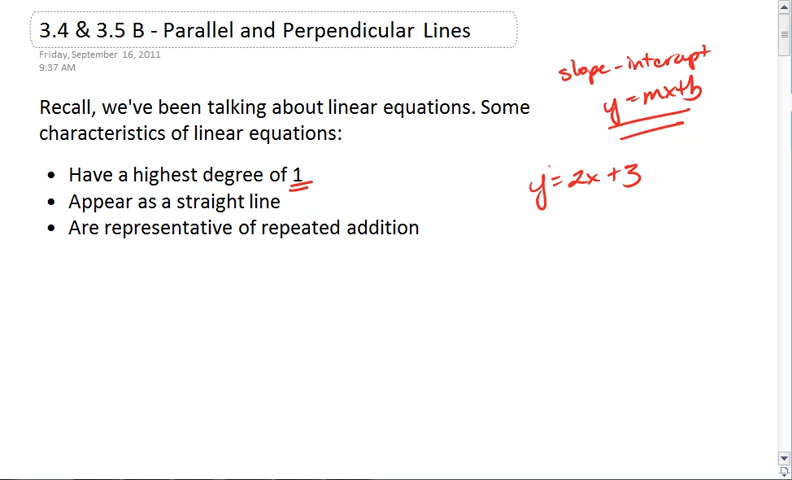 3.4 & 3.5 B - Parallel and Perpendicular Lines
Friday, September 16, 2011
9:37 AM
slope-intercept
y = mx+b
Recall, we've been talking about linear equations. Some
characteristics of linear equations:
• Have a highest degree of 1
• Appear as a straight line
• Are representative of repeated addition
y = 2x + 3